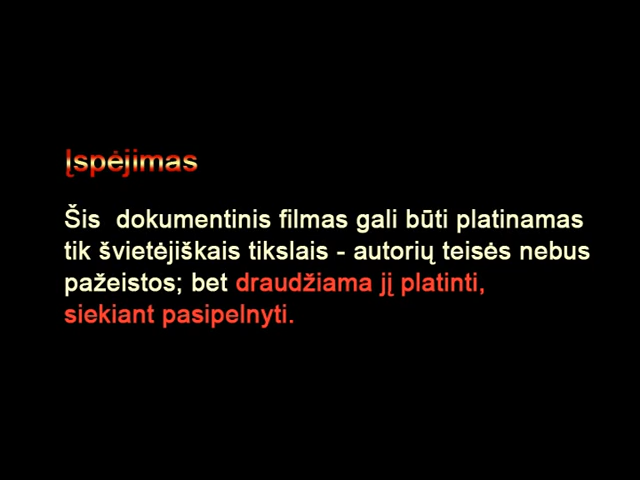 Įspėjimas
Šis dokumentinis filmas gali būti platinamas
tik švietėjiškais tikslais - autorių teisės nebus
pažeistos; bet draudžiama jį platinti,
siekiant pasipelnyti.